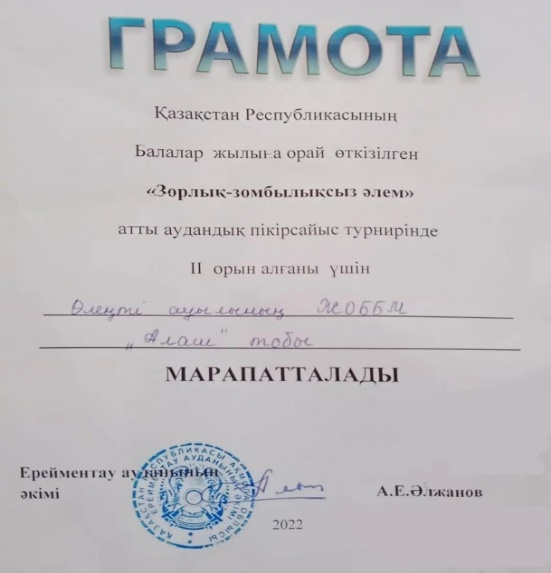 ГРАМОТА
Қазақстан Республикасының
Балалар жылына орай өткізілген
«Зорлық-зомбылықсыз әлем»
атты аудандық пікірсайыс турнирінде
II орын алғаны үшін
Өлеңті ауылының ЖОББМ
„Алаш" тобы
МАРАПАТТАЛАДЫ
Ерейментау ауданының
әкімі
А.Е.Әлжанов
2022